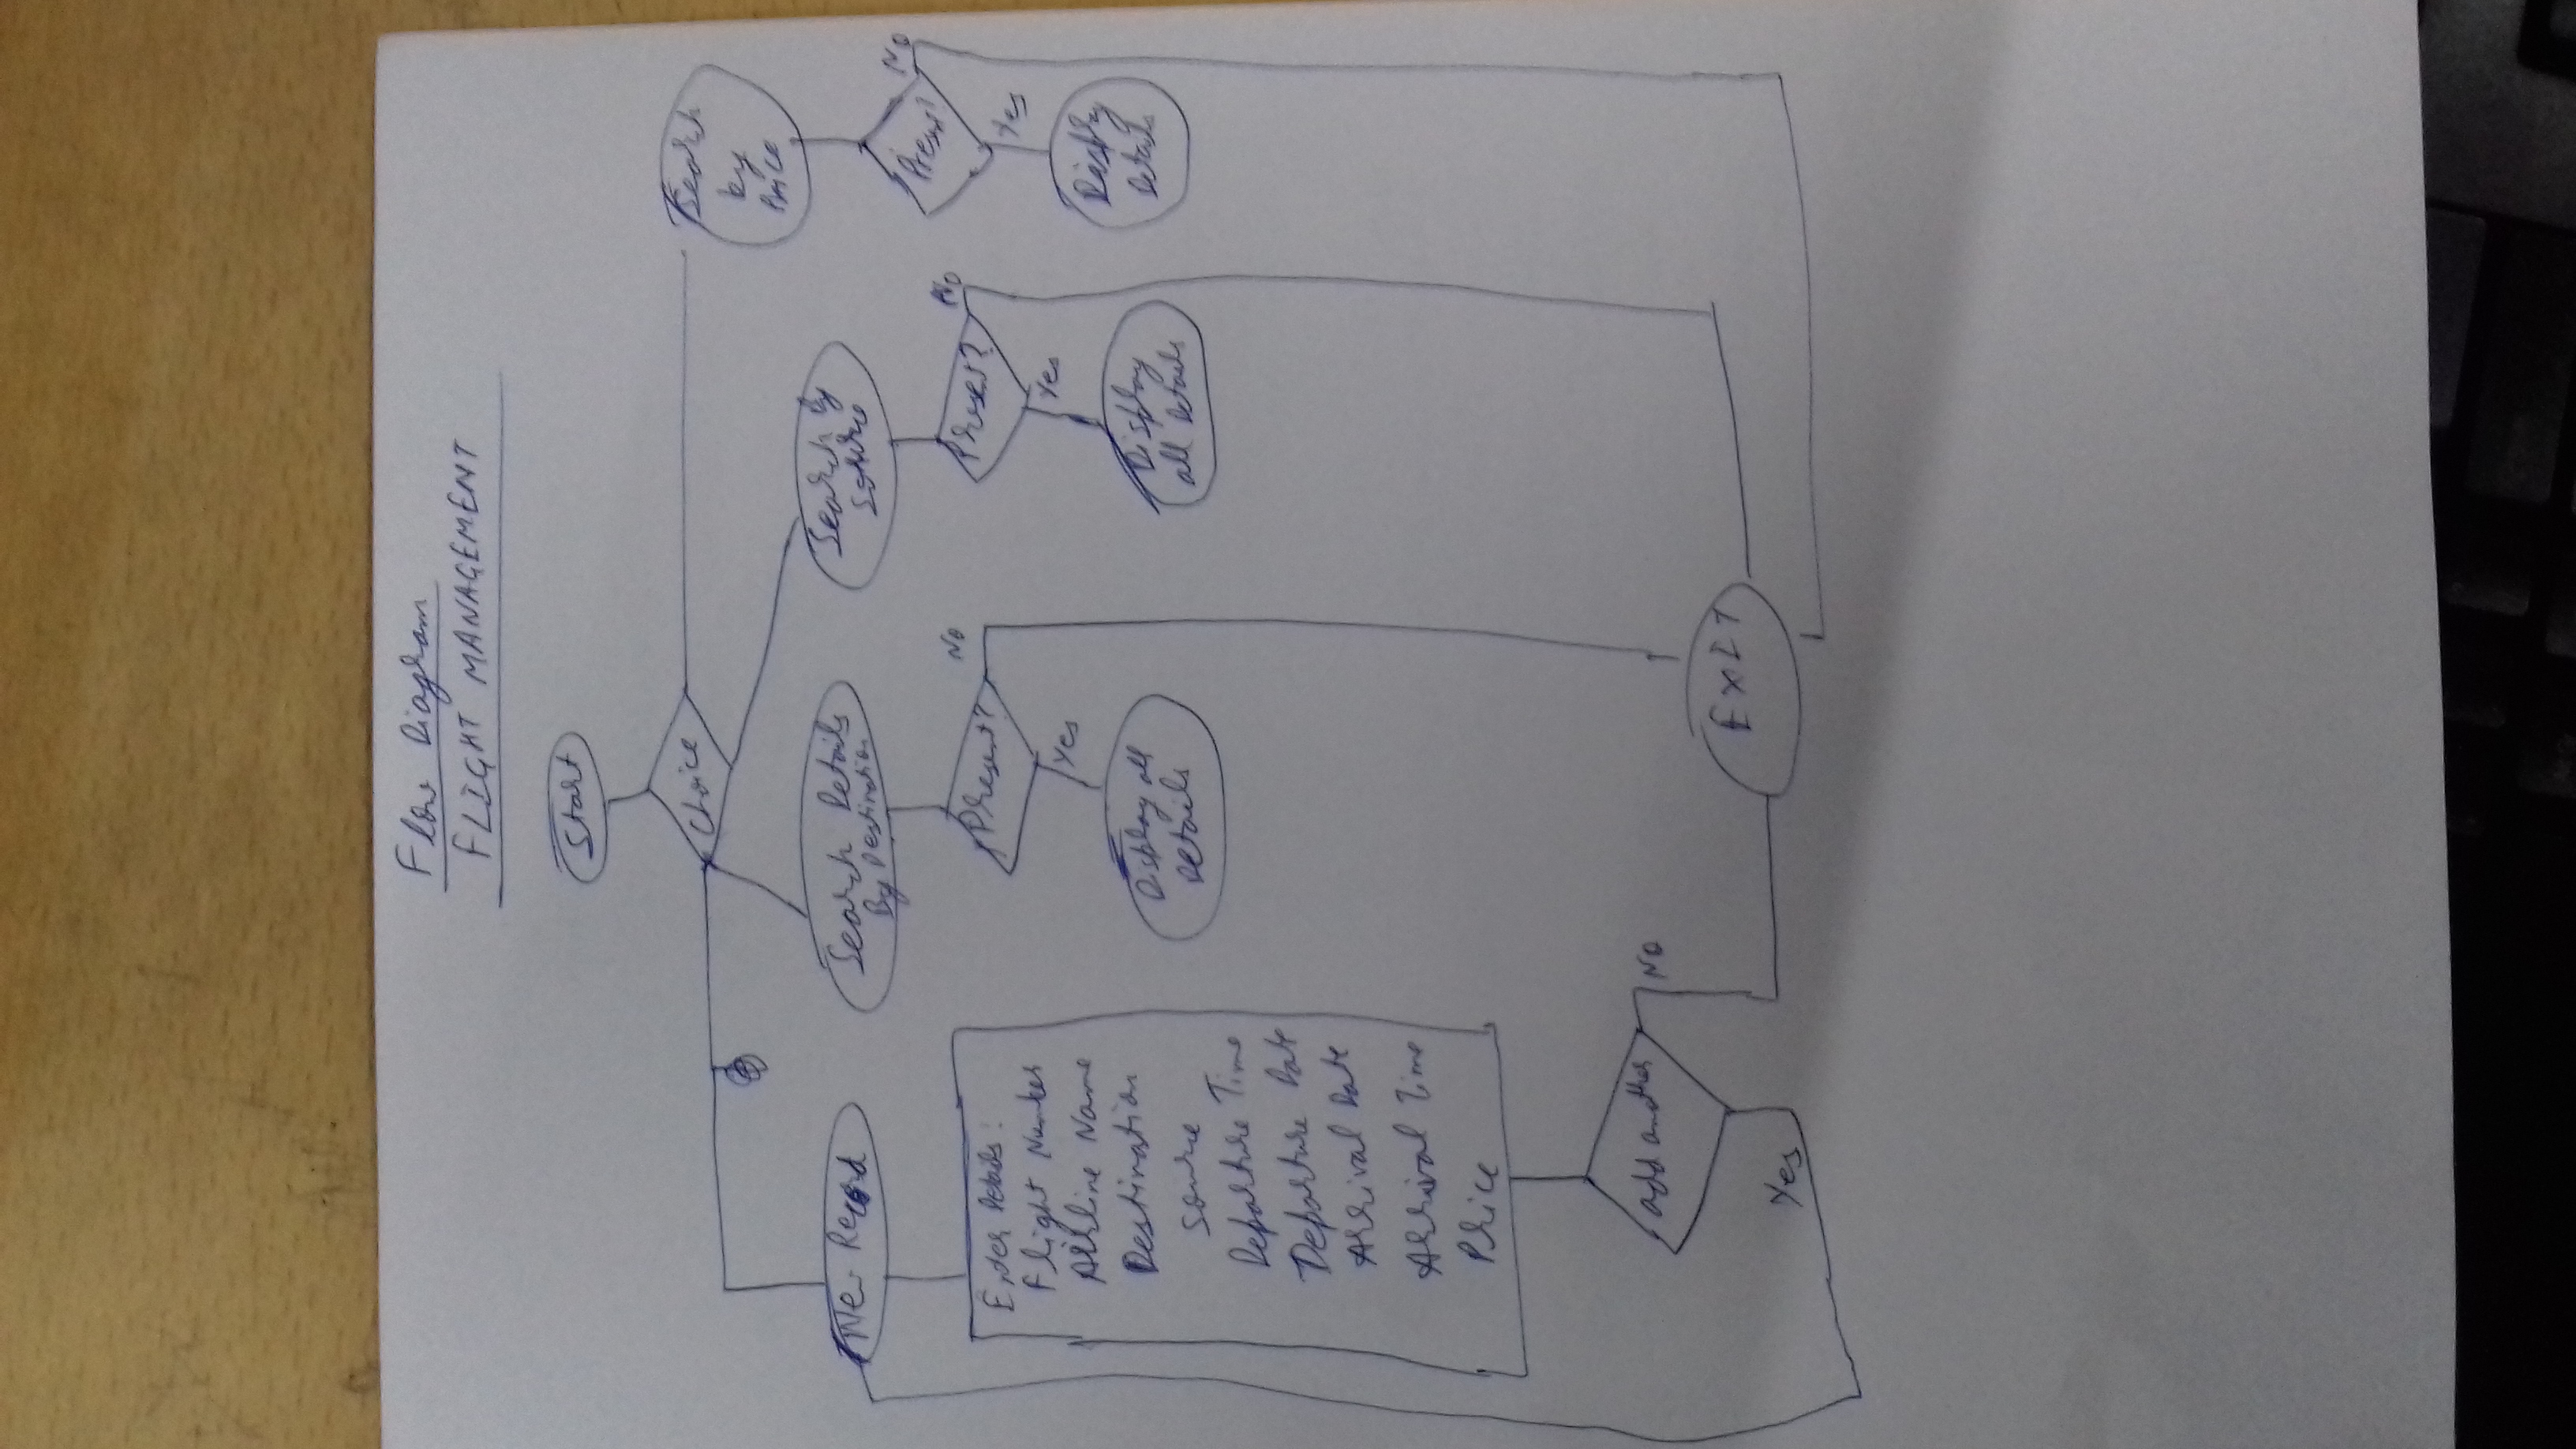 Flow Diagram
FLIGHT MANAGEMENT
Start
Choice
New Record
Enter Details:
Flight Number
Airline Name
Destination
Source
Departure Time
Departure Date
Arrival Date
Arrival Time
Price
add another
No
Yes
Search Details
By Destination
Present?
No
Yes
Display all
Details
Search By
Source
Present?
No
Yes
Display
all Details
Search
by
Price
Present?
No
Yes
Display
Details
EXIT